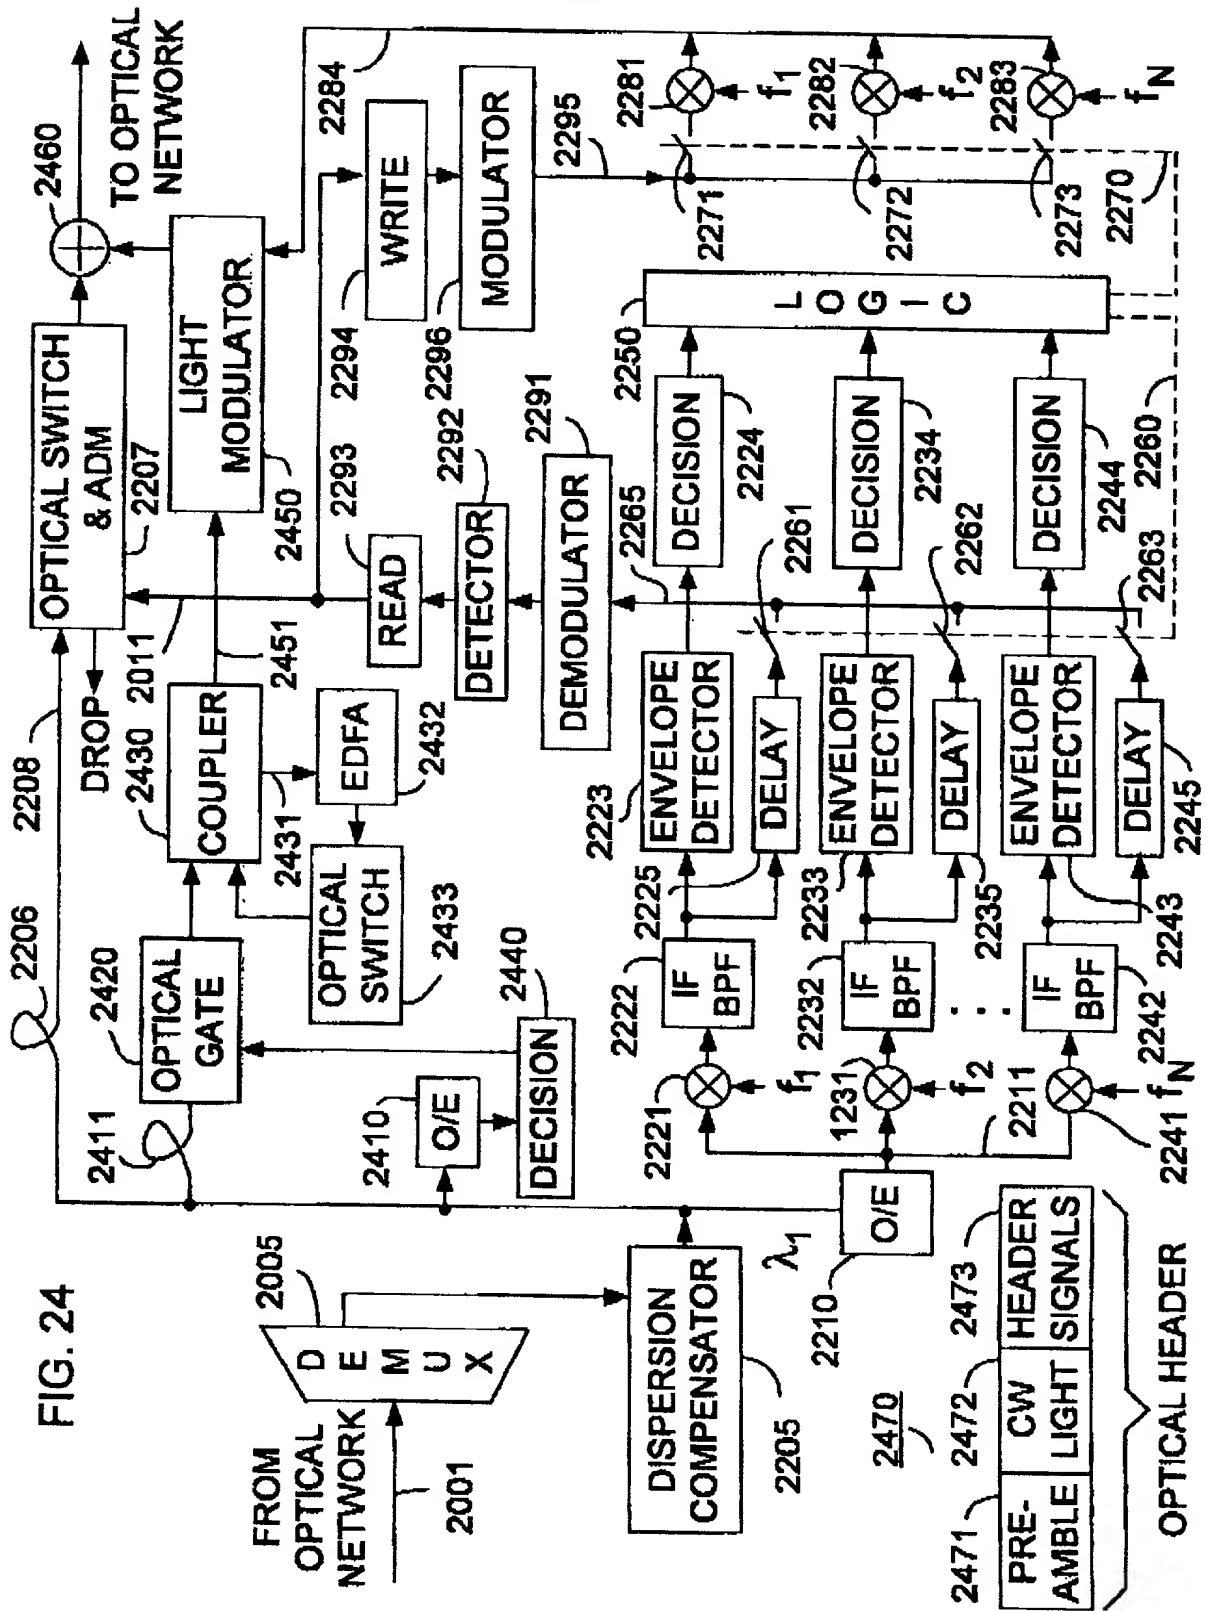 FIG. 24
FROM
OPTICAL
NETWORK
2001
DEMUX
2005
DISPERSION
COMPENSATOR
2205
2206
2208
2411
OPTICAL
GATE
2420
O/E
2410
DECISION
2440
COUPLER
2430
2431
EDFA
2432
OPTICAL
SWITCH
2433
2451
LIGHT
MODULATOR
2450
OPTICAL SWITCH
& ADM
2207
DROP
2011
2460
TO OPTICAL
NETWORK
2284
WRITE
2294
MODULATOR
2296
2295
READ
2293
DETECTOR
2292
DEMODULATOR
2291
2265
λ1
O/E
2210
2211
2221
f1
IF
BPF
2222
2225
ENVELOPE
DETECTOR
2223
DELAY
2261
DECISION
2224
1231
f2
IF
BPF
2232
2233
ENVELOPE
DETECTOR
DELAY
2235
2262
DECISION
2234
. . .
2241
fN
IF
BPF
2242
2243
ENVELOPE
DETECTOR
DELAY
2245
2263
DECISION
2244
2260
LOGIC
2250
2270
2271
2272
2273
2281
f1
2282
f2
2283
fN
2470
2471
2472
2473
PRE-
AMBLE
CW
LIGHT
HEADER
SIGNALS
OPTICAL HEADER